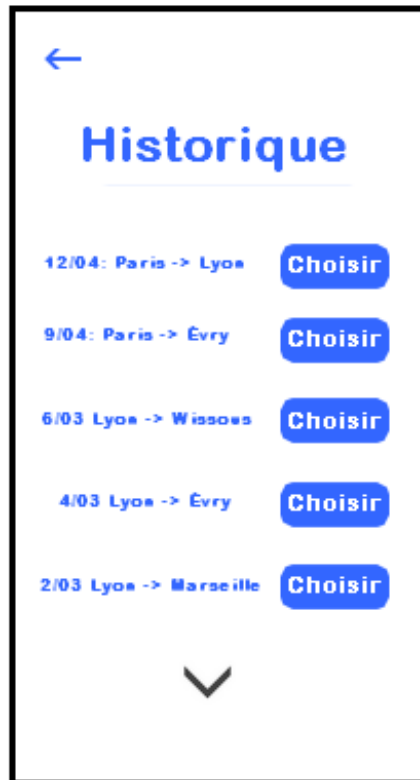 Historique
12/04: Paris -> Lyon Choisir
9/04: Paris -> Évry Choisir
6/03 Lyon -> Wissous Choisir
4/03 Lyon -> Évry Choisir
2/03 Lyon -> Marseille Choisir